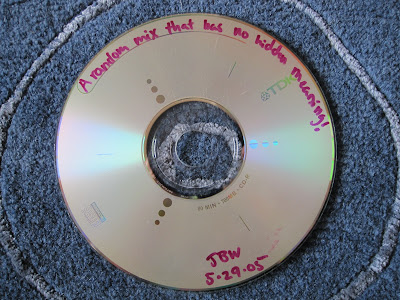 A random mix that has no hidden meaning!
TDK
JBW
5.29.05